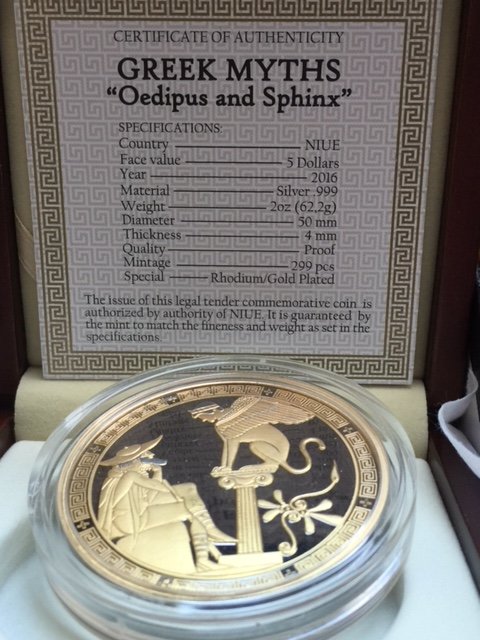 CERTIFICATE OF AUTHENTICITY
GREEK MYTHS
“Oedipus and Sphinx”
SPECIFICATIONS:
Country NIUE
Face value 5 Dollars
Year 2016
Material Silver .999
Weight 2oz (62,2g)
Diameter 50 mm
Thickness 4 mm
Quality Proof
Mintage 299 pcs
Special Rhodium/Gold Plated
The issue of this legal tender commemorative coin is
authorized by authority of NIUE. It is guaranteed by
the mint to match the fineness and weight as set in the
specifications.